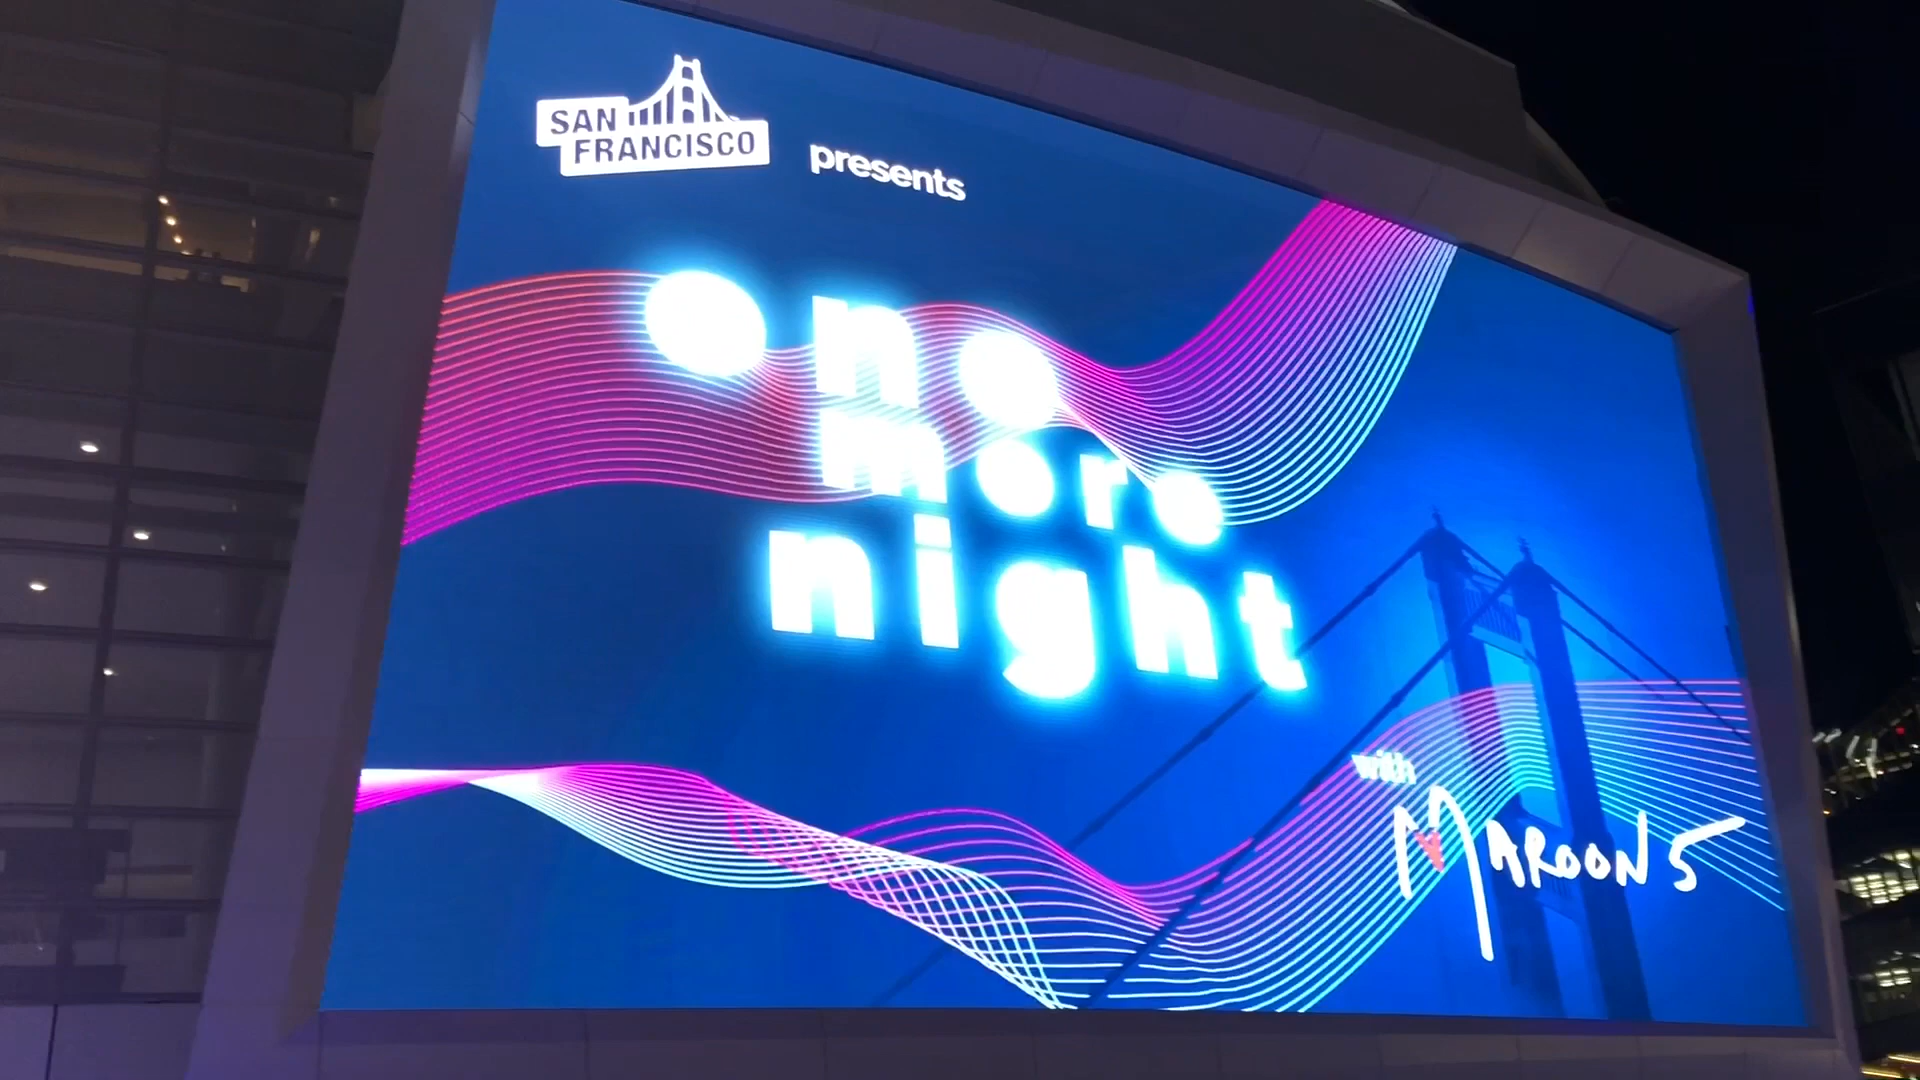 SAN
FRANCISCO
presents
one
more
night
with
MAROON 5